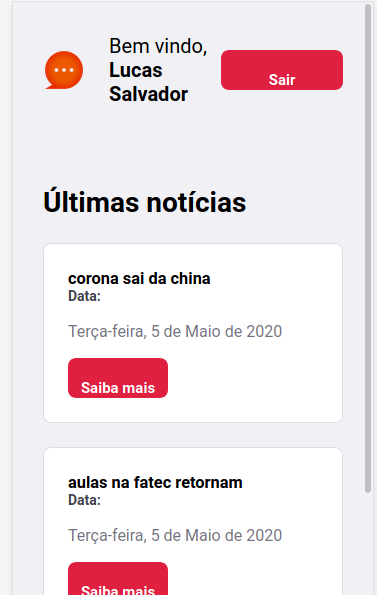 Bem vindo,
Lucas
Salvador
Sair
Últimas notícias
corona sai da china
Data:
Terça-feira, 5 de Maio de 2020
Saiba mais
aulas na fatec retornam
Data:
Terça-feira, 5 de Maio de 2020
Saiba mais